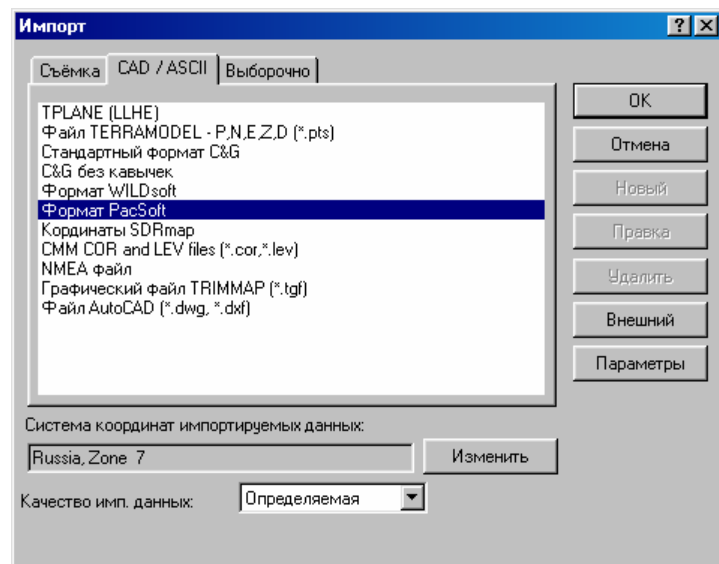 Импорт
Съёмка CAD / ASCII Выборочно
TPLANE (LLHE)
Файл TERRAMODEL - P,N,E,Z,D (*.pts)
Стандартный формат C&G
C&G без кавычек
Формат WILDsoft
Формат PacSoft
Кординаты SDRmap
CMM COR and LEV files (*.cor,*.lev)
NMEA файл
Графический файл TRIMMAP (*.tgf)
Файл AutoCAD (*.dwg, *.dxf)
OK
Отмена
Новый
Правка
Удалить
Внешний
Параметры
Система координат импортируемых данных:
Russia, Zone 7
Изменить
Качество имп. данных: Определяемая